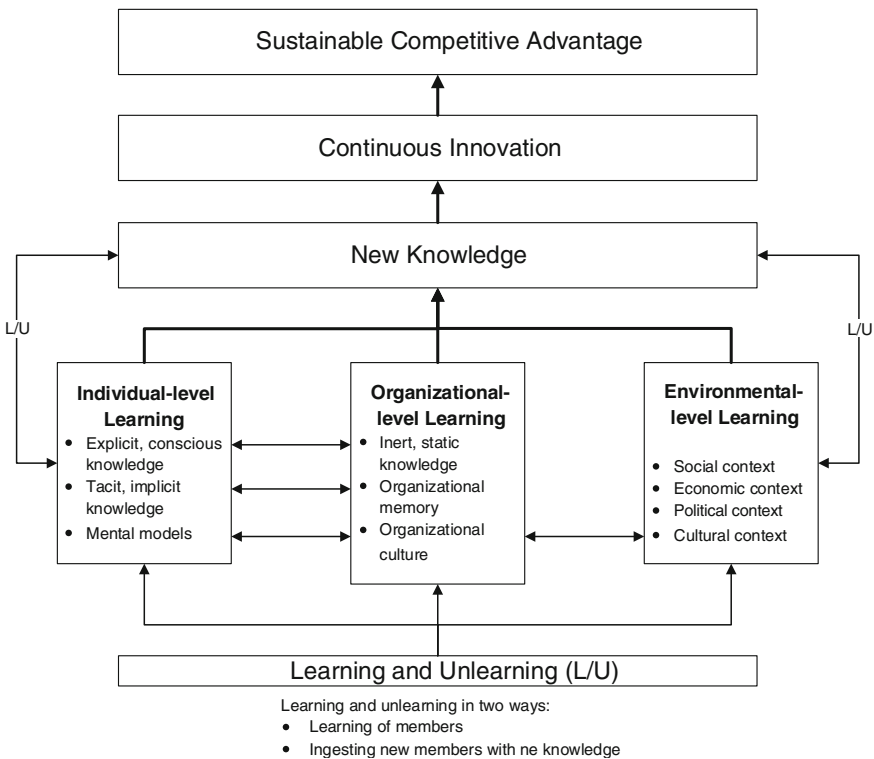 Sustainable Competitive Advantage
Continuous Innovation
New Knowledge
L/U
L/U
Individual-level
Learning
• Explicit, conscious
knowledge
• Tacit, implicit
knowledge
• Mental models
Organizational-
level Learning
• Inert, static
knowledge
• Organizational
memory
• Organizational
culture
Environmental-
level Learning
• Social context
• Economic context
• Political context
• Cultural context
Learning and Unlearning (L/U)
Learning and unlearning in two ways:
• Learning of members
• Ingesting new members with ne knowledge